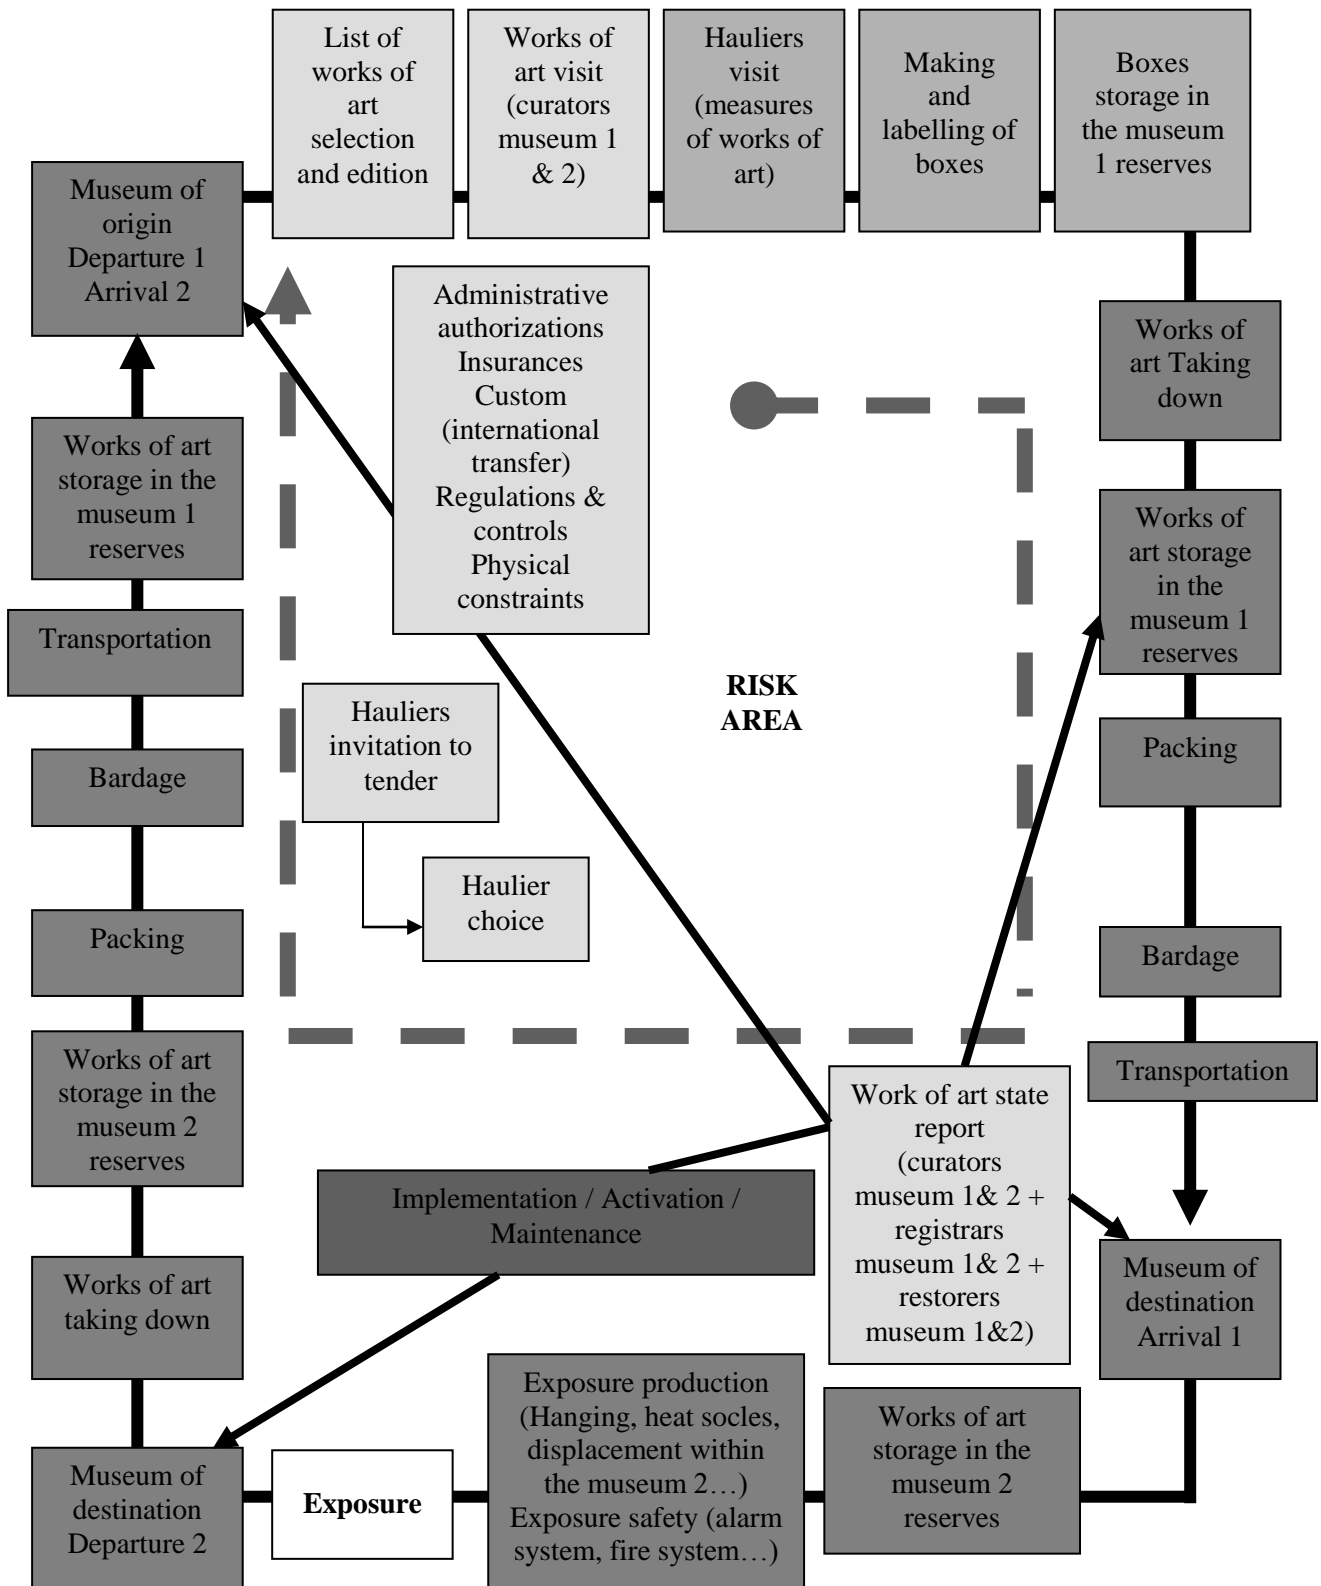 List of
works of
art
selection
and edition
Works of
art visit
(curators
museum 1
& 2)
Hauliers
visit
(measures
of works of
art)
Making
and
labelling of
boxes
Boxes
storage in
the museum
1 reserves
Museum of
origin
Departure 1
Arrival 2
Administrative
authorizations
Insurances
Custom
(international
transfer)
Regulations &
controls
Physical
constraints
Works of
art Taking
down
Works of art
storage in the
museum 1
reserves
Works of
art storage
in the
museum 1
reserves
Transportation
RISK
AREA
Hauliers
invitation to
tender
Packing
Bardage
Haulier
choice
Packing
Bardage
Works of art
storage in the
museum 2
reserves
Transportation
Work of art state
report
(curators
museum 1& 2 +
registrars
museum 1& 2 +
restorers
museum 1&2)
Implementation / Activation /
Maintenance
Works of art
taking down
Museum of
destination
Arrival 1
Museum of
destination
Departure 2
Exposure
Exposure production
(Hanging, heat socles,
displacement within
the museum 2…)
Exposure safety (alarm
system, fire system…)
Works of art
storage in the
museum 2
reserves